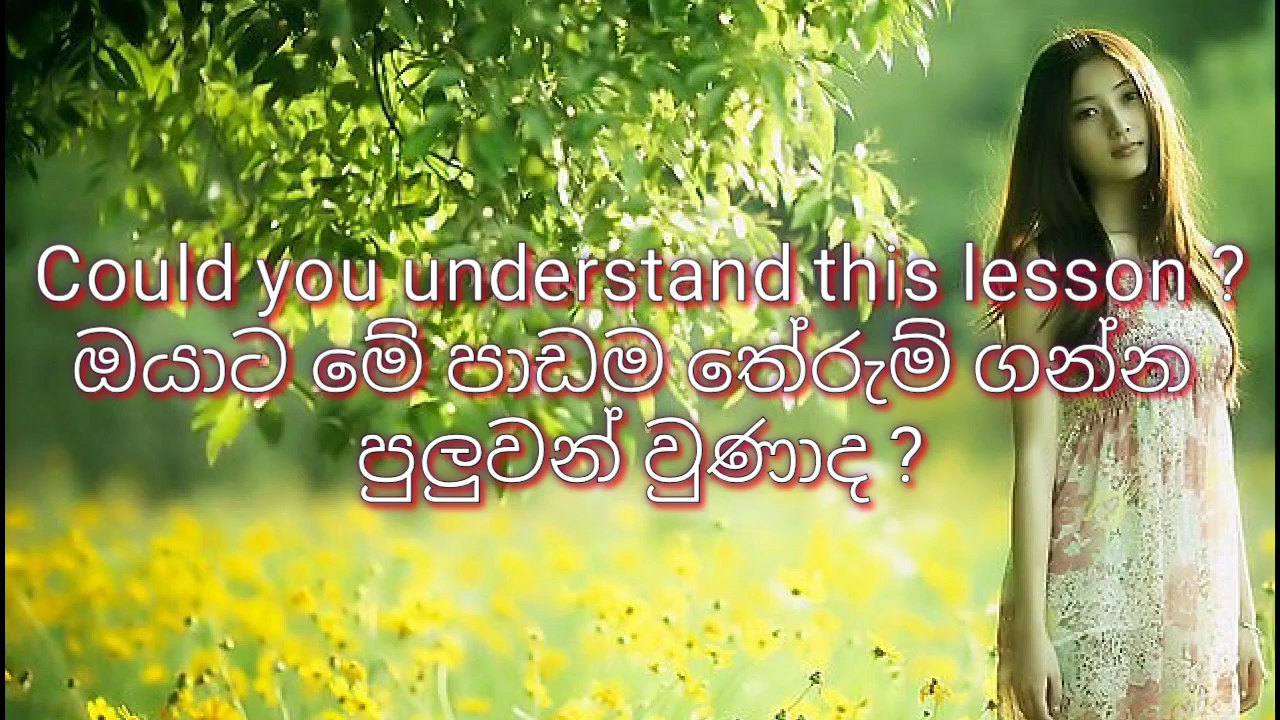 Could you understand this lesson ?
ඔයාට මේ පාඩම තේරුම් ගන්න
පුලුවන් වුණාද ?